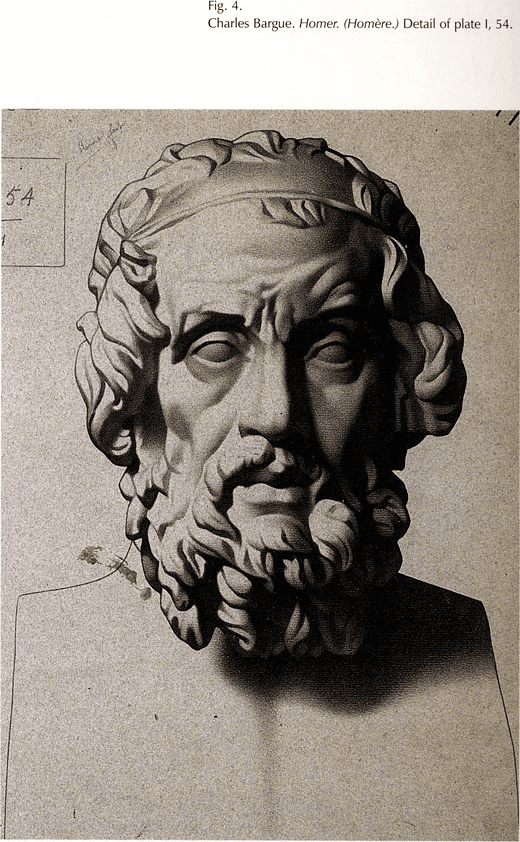 Fig. 4.
Charles Bargue. Homer. (Homère.) Detail of plate I, 54.
54